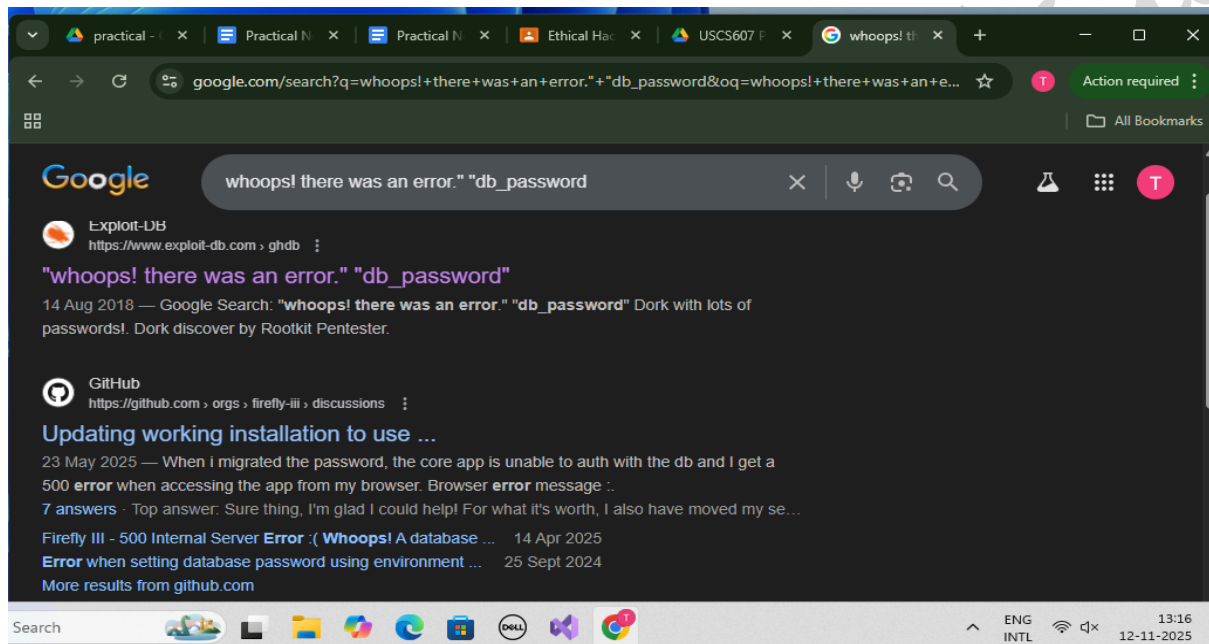 practical - (
Practical N
Practical N
Ethical Hac
USCS607 P
whoops! th
google.com/search?q=whoops!+there+was+an+error."+"db_password&oq=whoops!+there+was+an+e...
T
Action required
All Bookmarks
Google
whoops! there was an error." "db_password
T
Exploit-DB
https://www.exploit-db.com › ghdb
"whoops! there was an error." "db_password"
14 Aug 2018 — Google Search: "whoops! there was an error." "db_password" Dork with lots of
passwords!. Dork discover by Rootkit Pentester.
GitHub
https://github.com › orgs › firefly-iii › discussions
Updating working installation to use ...
23 May 2025 — When i migrated the password, the core app is unable to auth with the db and I get a
500 error when accessing the app from my browser. Browser error message :.
7 answers · Top answer: Sure thing, I'm glad I could help! For what it's worth, I also have moved my se...
Firefly III - 500 Internal Server Error :( Whoops! A database ... 14 Apr 2025
Error when setting database password using environment ... 25 Sept 2024
More results from github.com
Search
DELL
T
ENG
INTL
13:16
12-11-2025